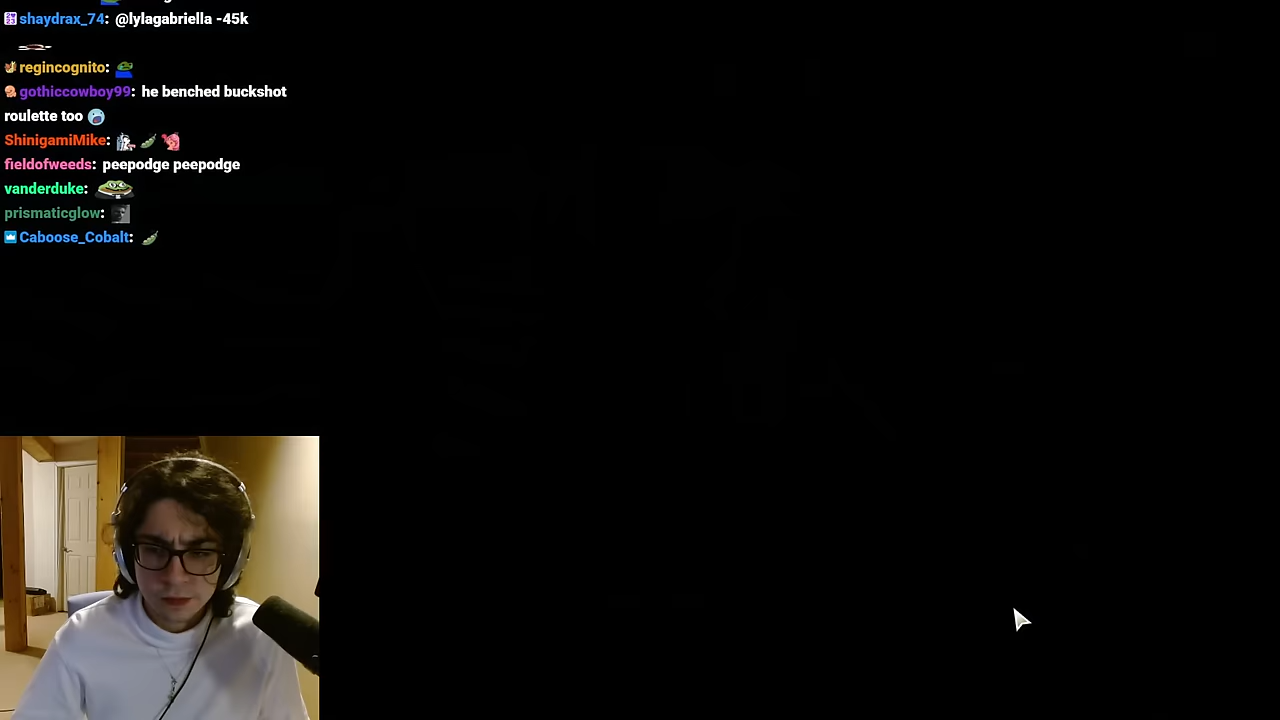 shaydrax_74: @lylagabriella -45k
regincognito:
gothiccowboy99: he benched buckshot
roulette too
ShinigamiMike:
fieldofweeds: peepodge peepodge
vanderduke:
prismaticglow:
Caboose_Cobalt: